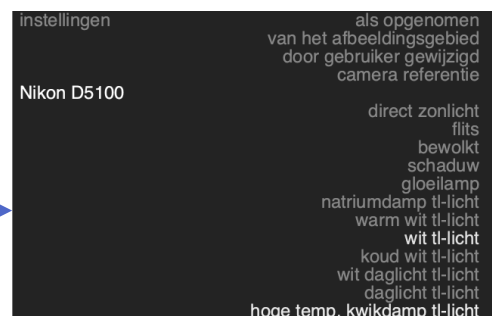 instellingen
als opgenomen
van het afbeeldingsgebied
door gebruiker gewijzigd
camera referentie
Nikon D5100
direct zonlicht
flits
bewolkt
schaduw
gloeilamp
natriumdamp tl-licht
warm wit tl-licht
wit tl-licht
koud wit tl-licht
wit daglicht tl-licht
daglicht tl-licht
hoge temp. kwikdamp tl-licht